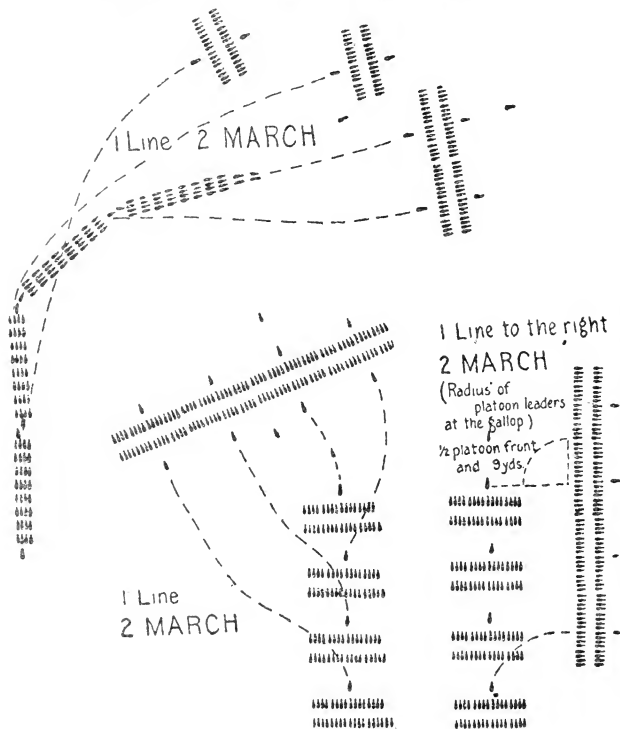 1 Line 2 MARCH
1 Line to the right
2 MARCH
(Radius of
platoon leaders
at the gallop)
½ platoon front
and 9yds.
1 Line
2 MARCH